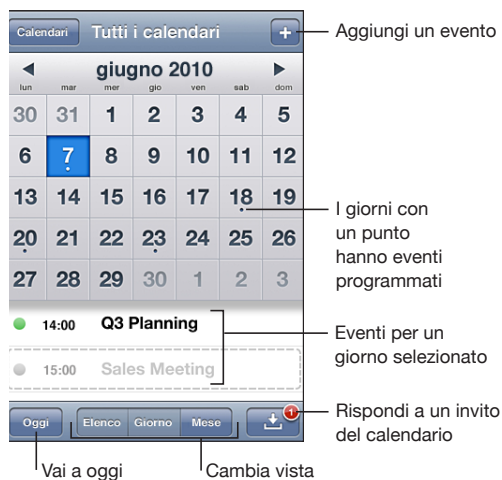 Calendari Tutti i calendari +
Aggiungi un evento
giugno 2010
lun mar mer gio ven sab dom
30 31 1 2 3 4 5
6 7 8 9 10 11 12
13 14 15 16 17 18 19
20 21 22 23 24 25 26
27 28 29 30 1 2 3
I giorni con
un punto
hanno eventi
programmati
14:00 Q3 Planning
15:00 Sales Meeting
Eventi per un
giorno selezionato
Oggi Elenco Giorno Mese 1
Rispondi a un invito
del calendario
Vai a oggi
Cambia vista